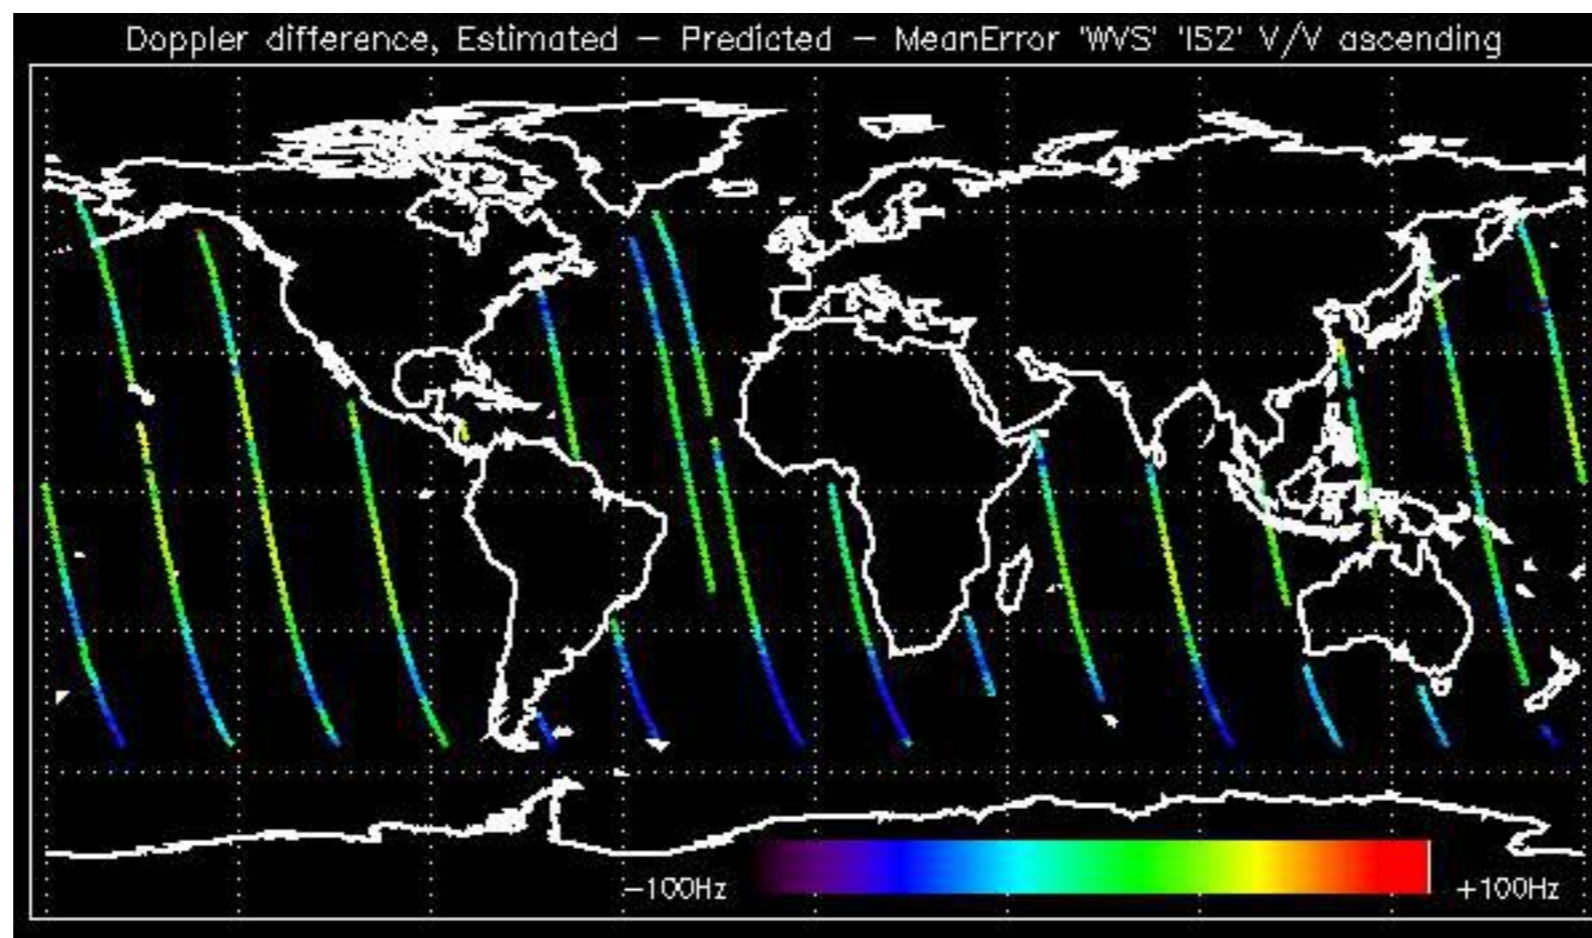 Doppler difference, Estimated – Predicted – MeanError 'WVS' 'IS2' V/V ascending
–100Hz
+100Hz